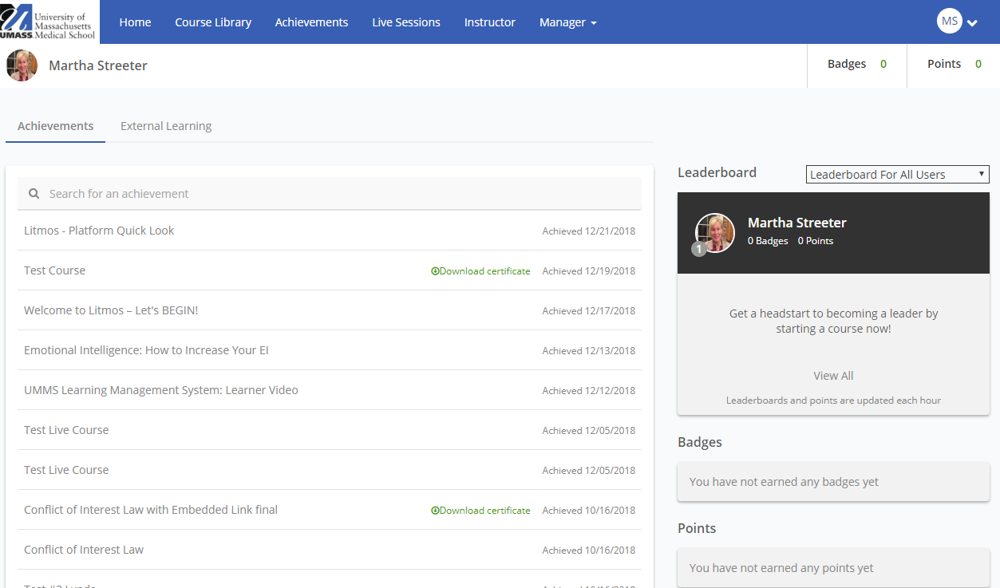 University of
Massachusetts
UMASS Medical School
Home Course Library Achievements Live Sessions Instructor Manager
MS
Martha Streeter
Badges 0 Points 0
Achievements External Learning
Search for an achievement
Litmos - Platform Quick Look Achieved 12/21/2018
Test Course Download certificate Achieved 12/19/2018
Welcome to Litmos – Let's BEGIN! Achieved 12/17/2018
Emotional Intelligence: How to Increase Your EI Achieved 12/13/2018
UMMS Learning Management System: Learner Video Achieved 12/12/2018
Test Live Course Achieved 12/05/2018
Test Live Course Achieved 12/05/2018
Conflict of Interest Law with Embedded Link final Download certificate Achieved 10/16/2018
Conflict of Interest Law Achieved 10/16/2018
Leaderboard Leaderboard For All Users
Martha Streeter
0 Badges 0 Points
1
Get a headstart to becoming a leader by
starting a course now!
View All
Leaderboards and points are updated each hour
Badges
You have not earned any badges yet
Points
You have not earned any points yet